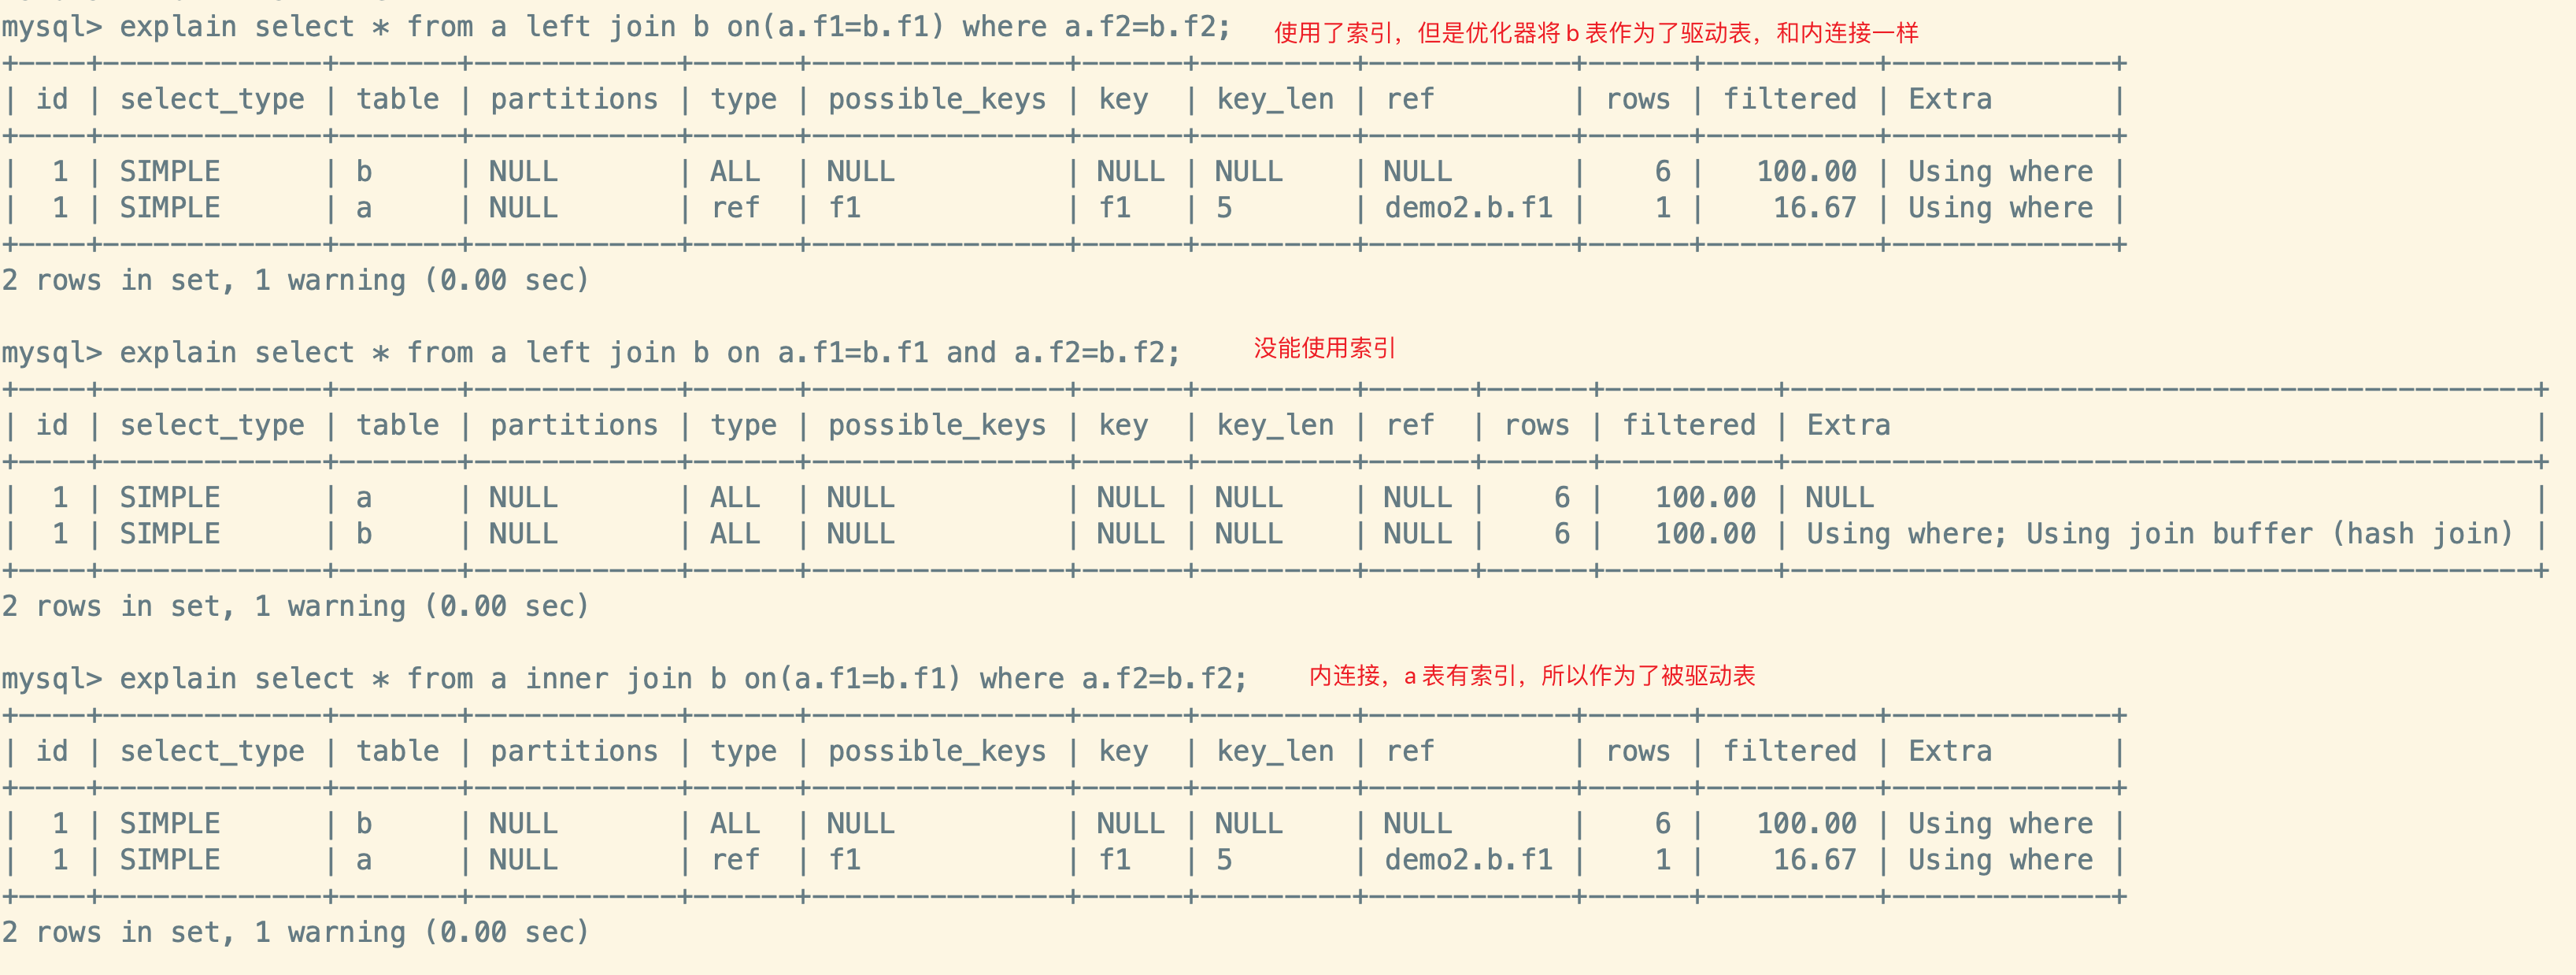 mysql> explain select * from a left join b on(a.f1=b.f1) where a.f2=b.f2; 使用了索引，但是优化器将 b 表作为了驱动表，和内连接一样
+----+-------------+-------+------------+------+---------------+------+---------+-------------+------+----------+-------------+
| id | select_type | table | partitions | type | possible_keys | key | key_len | ref | rows | filtered | Extra |
+----+-------------+-------+------------+------+---------------+------+---------+-------------+------+----------+-------------+
| 1 | SIMPLE | b | NULL | ALL | NULL | NULL | NULL | NULL | 6 | 100.00 | Using where |
| 1 | SIMPLE | a | NULL | ref | f1 | f1 | 5 | demo2.b.f1 | 1 | 16.67 | Using where |
+----+-------------+-------+------------+------+---------------+------+---------+-------------+------+----------+-------------+
2 rows in set, 1 warning (0.00 sec)
mysql> explain select * from a left join b on a.f1=b.f1 and a.f2=b.f2; 没能使用索引
+----+-------------+-------+------------+------+---------------+------+---------+------+------+----------+--------------------------------------------+
| id | select_type | table | partitions | type | possible_keys | key | key_len | ref | rows | filtered | Extra |
+----+-------------+-------+------------+------+---------------+------+---------+------+------+----------+--------------------------------------------+
| 1 | SIMPLE | a | NULL | ALL | NULL | NULL | NULL | NULL | 6 | 100.00 | NULL |
| 1 | SIMPLE | b | NULL | ALL | NULL | NULL | NULL | NULL | 6 | 100.00 | Using where; Using join buffer (hash join) |
+----+-------------+-------+------------+------+---------------+------+---------+------+------+----------+--------------------------------------------+
2 rows in set, 1 warning (0.00 sec)
mysql> explain select * from a inner join b on(a.f1=b.f1) where a.f2=b.f2; 内连接，a 表有索引，所以作为了被驱动表
+----+-------------+-------+------------+------+---------------+------+---------+-------------+------+----------+-------------+
| id | select_type | table | partitions | type | possible_keys | key | key_len | ref | rows | filtered | Extra |
+----+-------------+-------+------------+------+---------------+------+---------+-------------+------+----------+-------------+
| 1 | SIMPLE | b | NULL | ALL | NULL | NULL | NULL | NULL | 6 | 100.00 | Using where |
| 1 | SIMPLE | a | NULL | ref | f1 | f1 | 5 | demo2.b.f1 | 1 | 16.67 | Using where |
+----+-------------+-------+------------+------+---------------+------+---------+-------------+------+----------+-------------+
2 rows in set, 1 warning (0.00 sec)